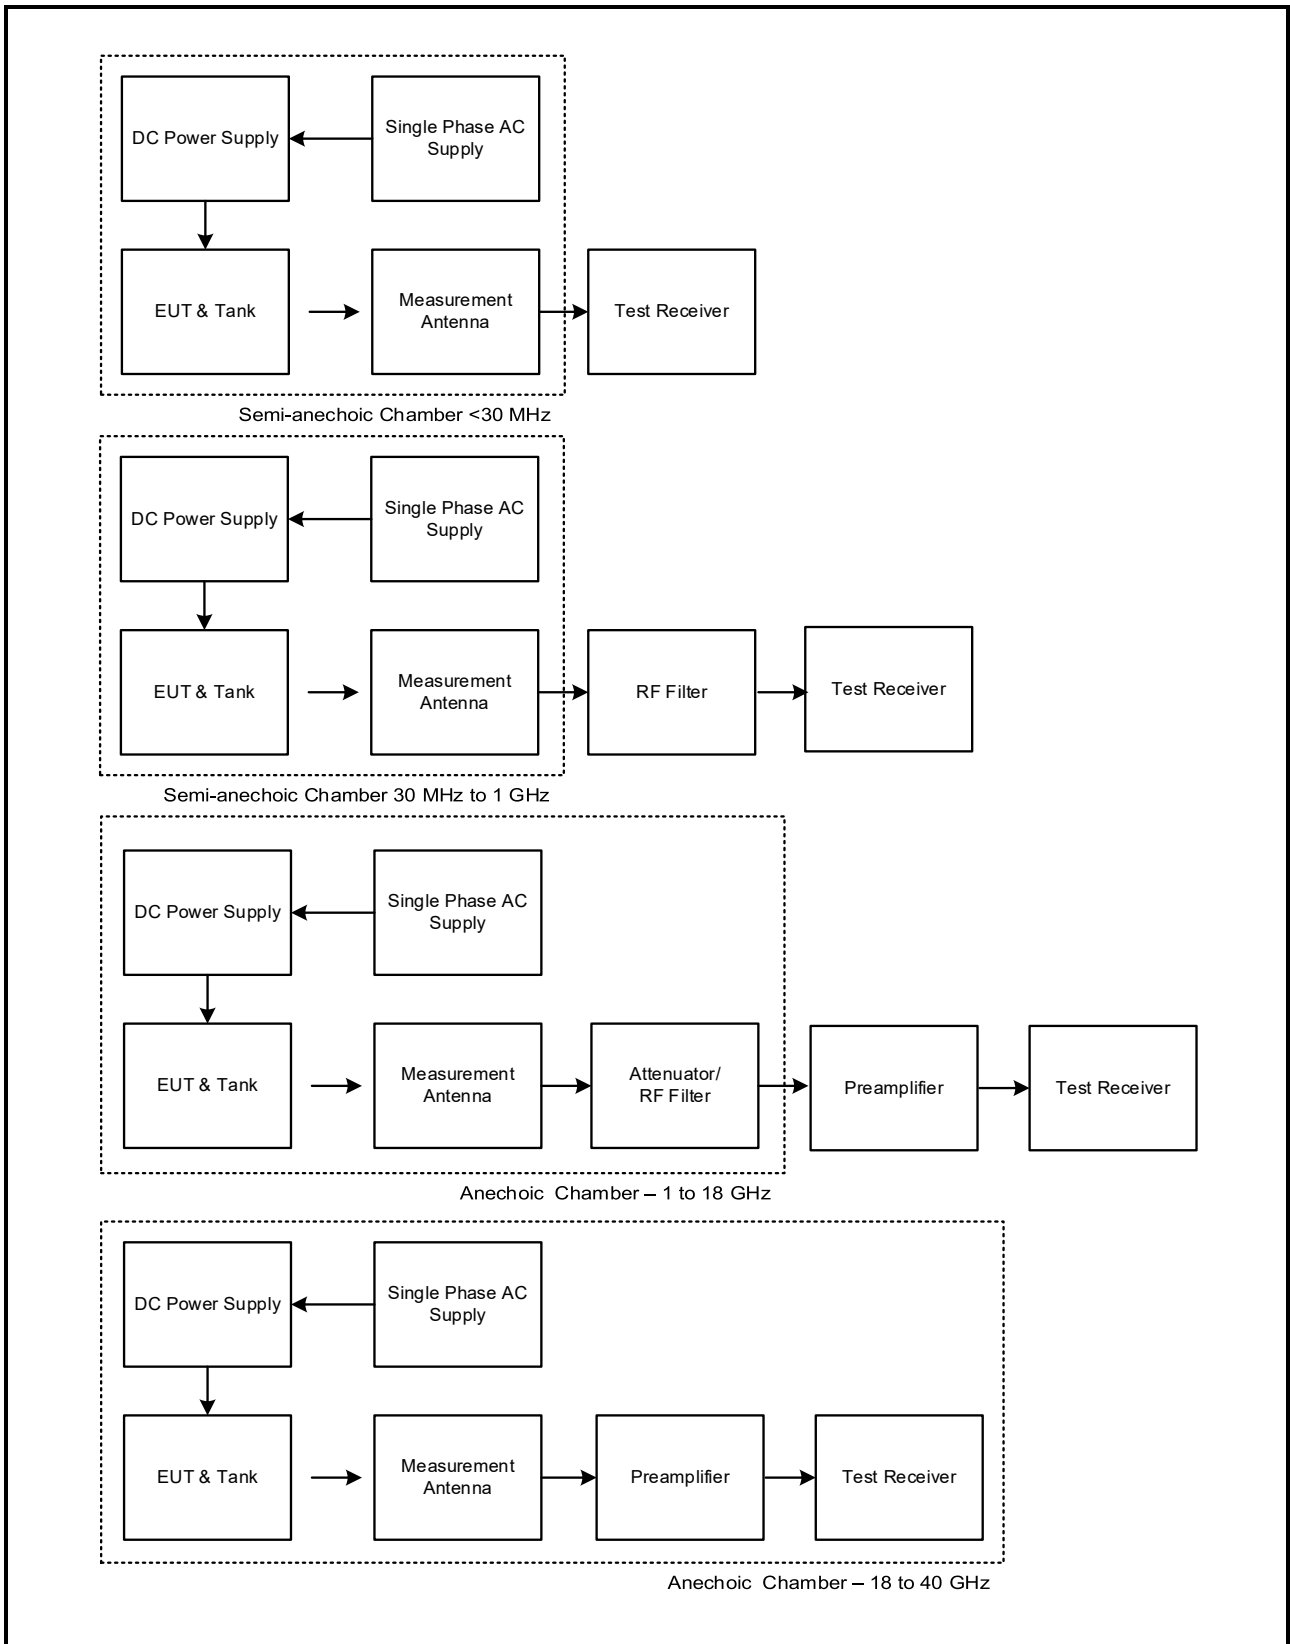 DC Power Supply
Single Phase AC
Supply
EUT & Tank
Measurement
Antenna
Test Receiver
Semi-anechoic Chamber <30 MHz
DC Power Supply
Single Phase AC
Supply
EUT & Tank
Measurement
Antenna
RF Filter
Test Receiver
Semi-anechoic Chamber 30 MHz to 1 GHz
DC Power Supply
Single Phase AC
Supply
EUT & Tank
Measurement
Antenna
Attenuator/
RF Filter
Preamplifier
Test Receiver
Anechoic Chamber – 1 to 18 GHz
DC Power Supply
Single Phase AC
Supply
EUT & Tank
Measurement
Antenna
Preamplifier
Test Receiver
Anechoic Chamber – 18 to 40 GHz